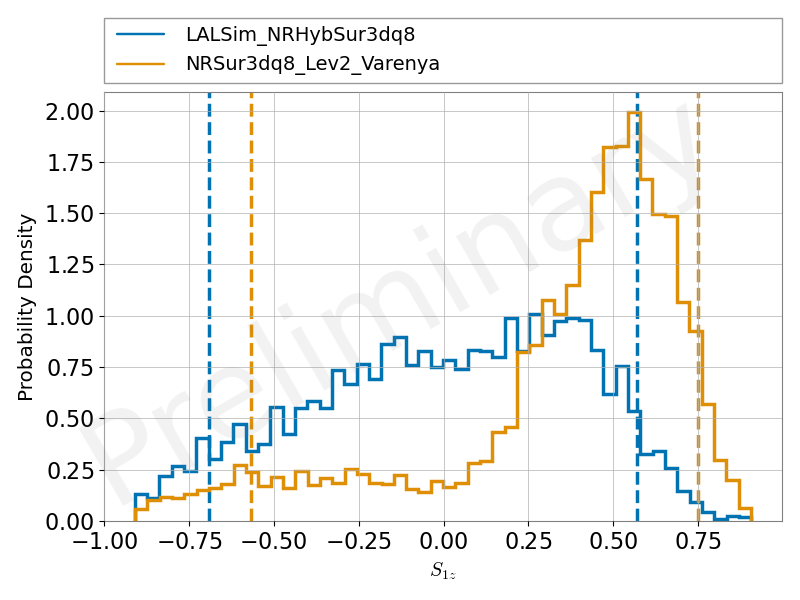 LALSim_NRHybSur3dq8
NRSur3dq8_Lev2_Varenya
Preliminary
Probability Density
2.00
1.75
1.50
1.25
1.00
0.75
0.50
0.25
0.00
−1.00 −0.75 −0.50 −0.25 0.00 0.25 0.50 0.75
S1z